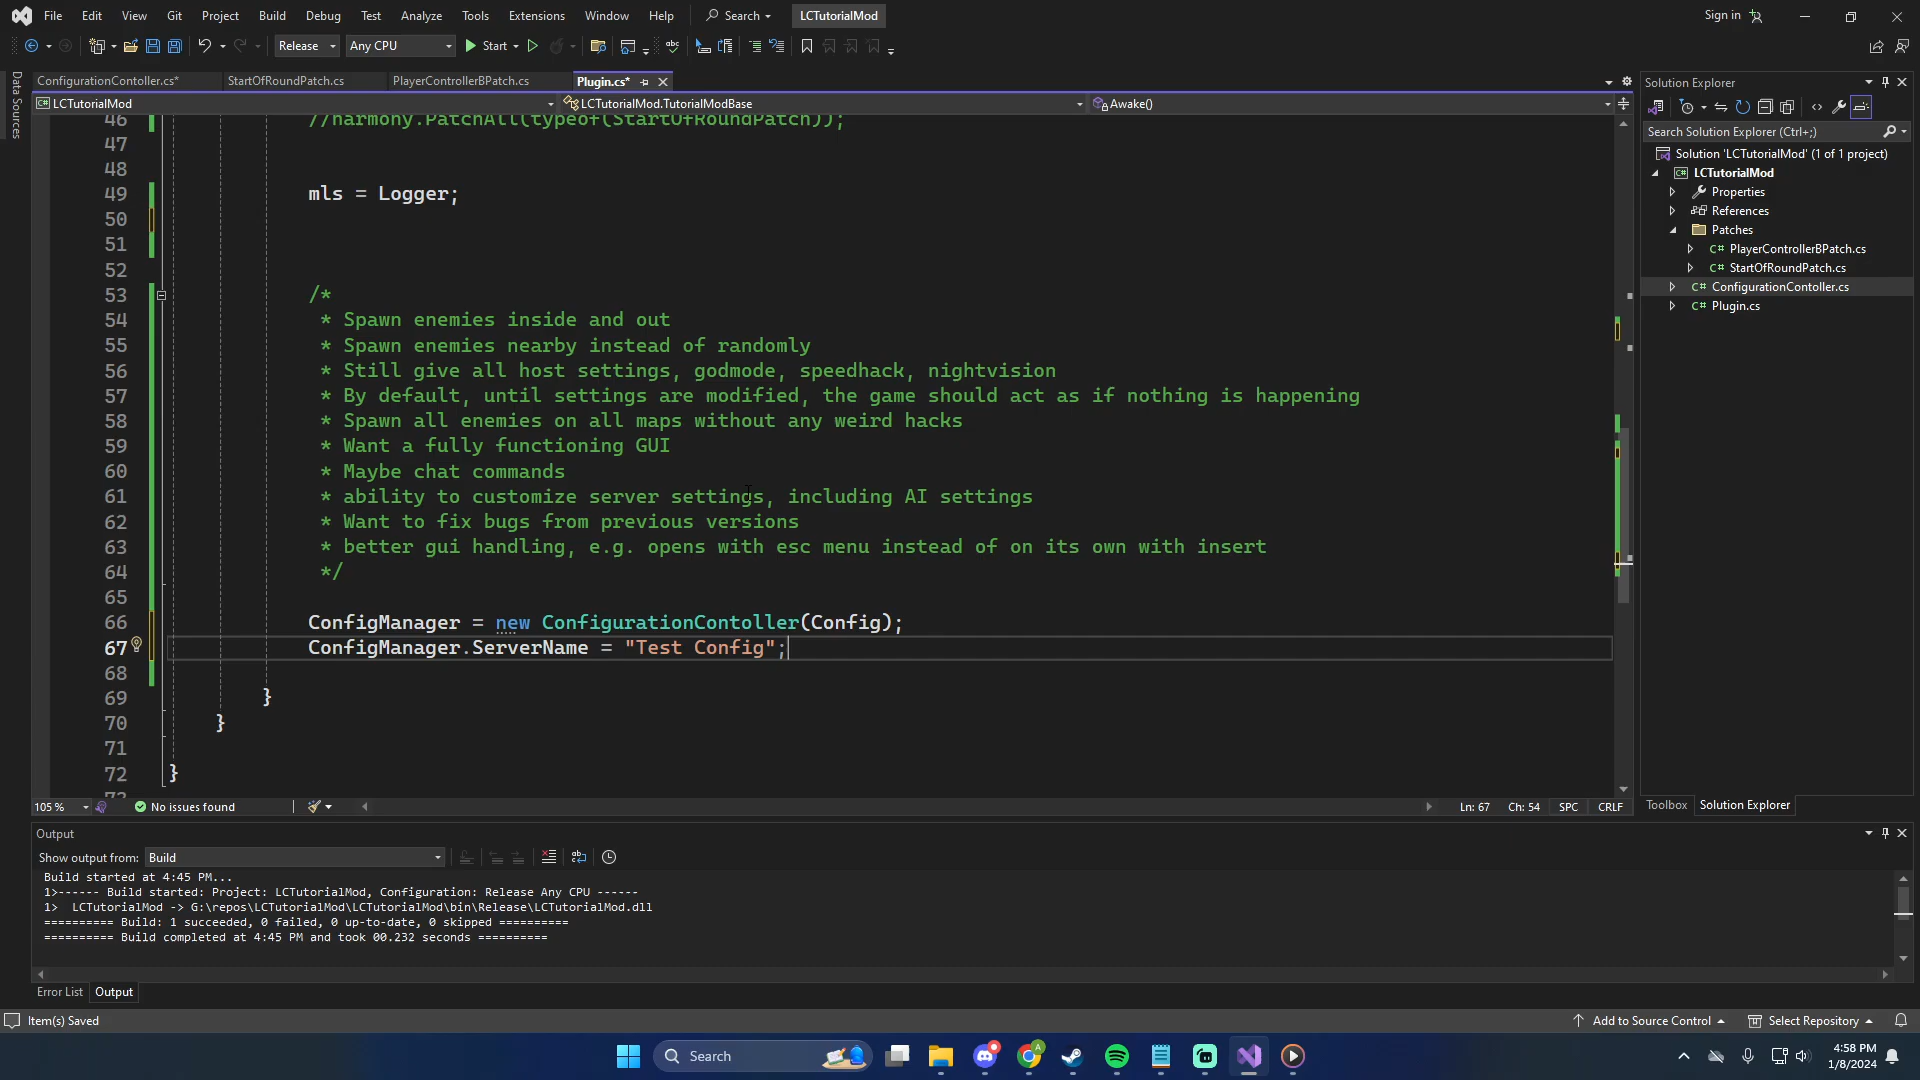 File Edit View Git Project Build Debug Test Analyze Tools Extensions Window Help Search LCTutorialMod Sign in
Release Any CPU Start
Data Sources
ConfigurationContoller.cs* StartOfRoundPatch.cs PlayerControllerBPatch.cs Plugin.cs*
LCTutorialMod LCTutorialMod.TutorialModBase Awake()
46 //harmony.PatchAll(typeof(StartOfRoundPatch));
47
48
49 mls = Logger;
50
51
52
53 /*
54 * Spawn enemies inside and out
55 * Spawn enemies nearby instead of randomly
56 * Still give all host settings, godmode, speedhack, nightvision
57 * By default, until settings are modified, the game should act as if nothing is happening
58 * Spawn all enemies on all maps without any weird hacks
59 * Want a fully functioning GUI
60 * Maybe chat commands
61 * ability to customize server settings, including AI settings
62 * Want to fix bugs from previous versions
63 * better gui handling, e.g. opens with esc menu instead of on its own with insert
64 */
65
66 ConfigManager = new ConfigurationContoller(Config);
67 ConfigManager.ServerName = "Test Config";
68
69 }
70 }
71
72 }
105 % No issues found Ln: 67 Ch: 54 SPC CRLF
Solution Explorer
Search Solution Explorer (Ctrl+;)
Solution 'LCTutorialMod' (1 of 1 project)
LCTutorialMod
Properties
References
Patches
C# PlayerControllerBPatch.cs
C# StartOfRoundPatch.cs
C# ConfigurationContoller.cs
C# Plugin.cs
Toolbox Solution Explorer
Output
Show output from: Build
Build started at 4:45 PM...
1>------ Build started: Project: LCTutorialMod, Configuration: Release Any CPU ------
1>  LCTutorialMod -> G:\repos\LCTutorialMod\LCTutorialMod\bin\Release\LCTutorialMod.dll
========== Build: 1 succeeded, 0 failed, 0 up-to-date, 0 skipped ==========
========== Build completed at 4:45 PM and took 00.232 seconds ==========
Error List Output
Item(s) Saved Add to Source Control Select Repository
Search 4:58 PM
1/8/2024